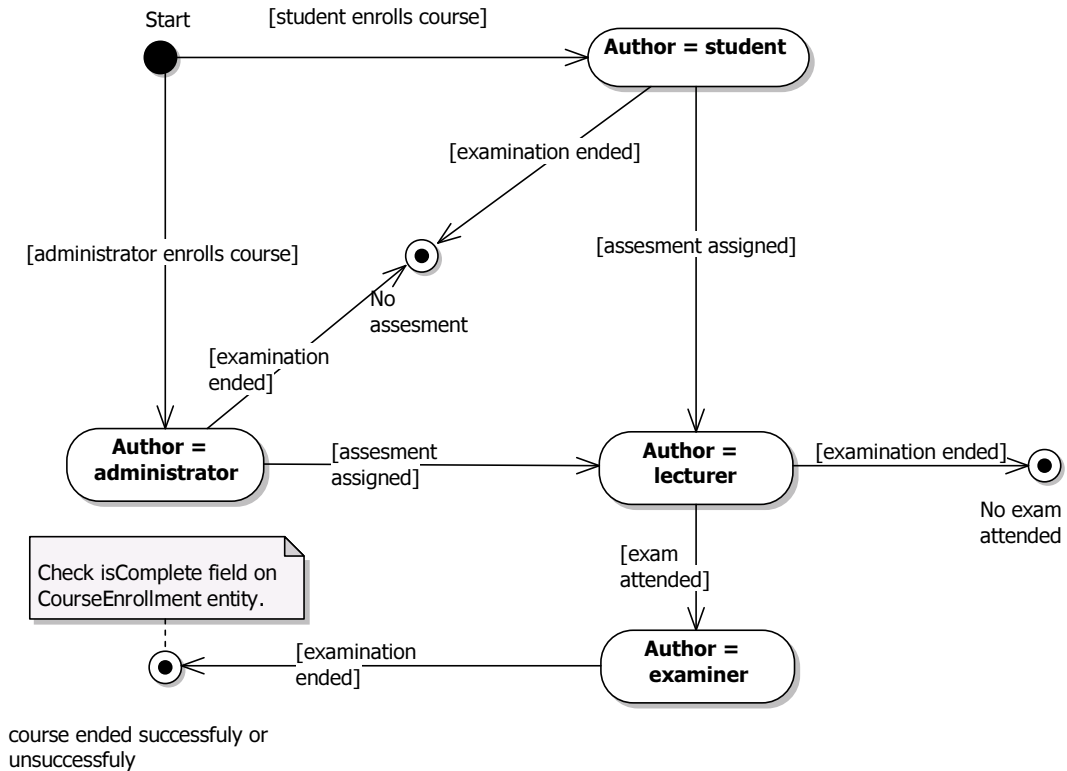 Start
[student enrolls course]
Author = student
[examination ended]
[assesment assigned]
[administrator enrolls course]
No
assesment
[examination
ended]
Author =
administrator
[assesment
assigned]
Author =
lecturer
[examination ended]
No exam
attended
Check isComplete field on
CourseEnrollment entity.
[exam
attended]
Author =
examiner
[examination
ended]
course ended successfuly or
unsuccessfuly